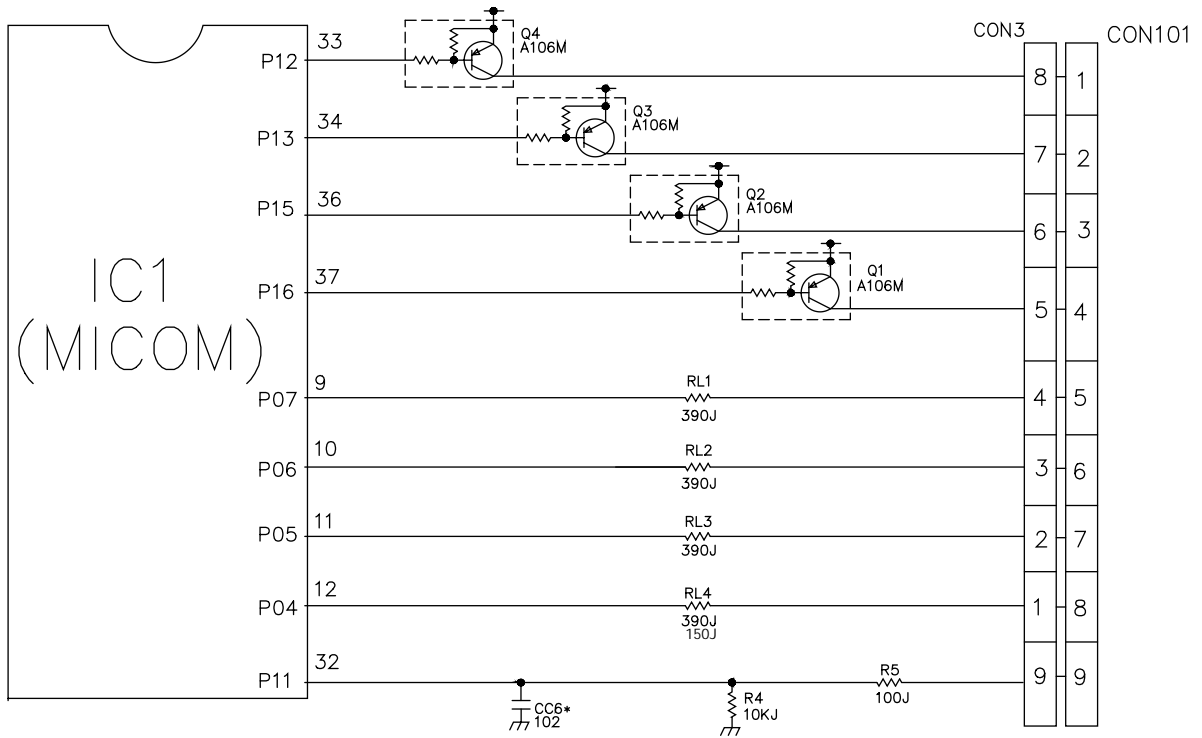 CON3
CON101
33
Q4
A106M
P12
8
1
34
Q3
A106M
P13
7
2
36
Q2
A106M
P15
6
3
37
Q1
A106M
P16
5
4
IC1
(MICOM)
9
RL1
P07
390J
4
5
10
RL2
P06
390J
3
6
11
RL3
P05
390J
2
7
12
RL4
P04
390J
150J
1
8
32
R5
P11
100J
9
9
CC6*
102
R4
10KJ